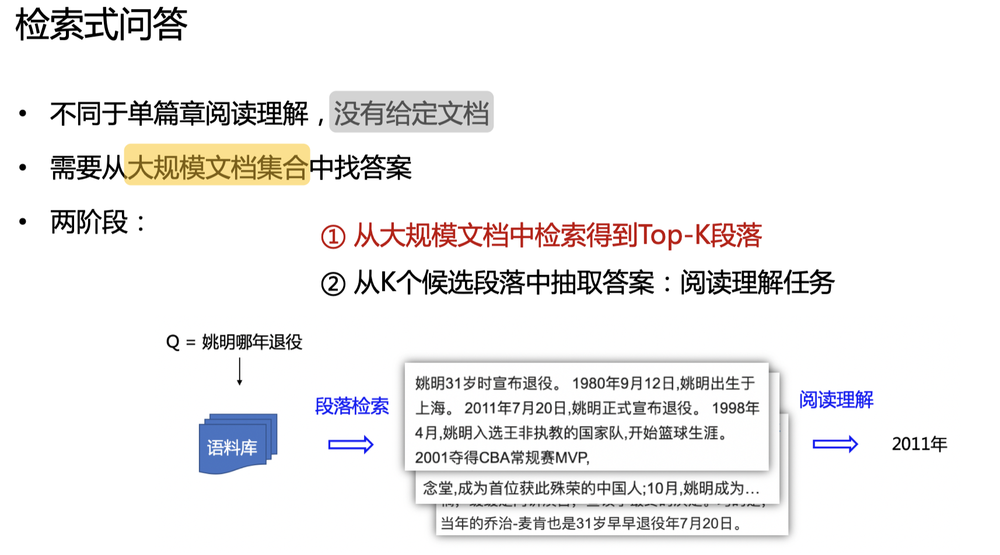 检索式问答
• 不同于单篇章阅读理解，没有给定文档
• 需要从大规模文档集合中找答案
• 两阶段：
① 从大规模文档中检索得到Top-K段落
② 从K个候选段落中抽取答案：阅读理解任务
Q = 姚明哪年退役
语料库
段落检索
姚明31岁时宣布退役。 1980年9月12日,姚明出生于
上海。 2011年7月20日,姚明正式宣布退役。 1998年
4月,姚明入选王非执教的国家队,开始篮球生涯。
2001夺得CBA常规赛MVP,
念堂,成为首位获此殊荣的中国人;10月,姚明成为...
当年的乔治-麦肯也是31岁早早退役年7月20日。
阅读理解
2011年